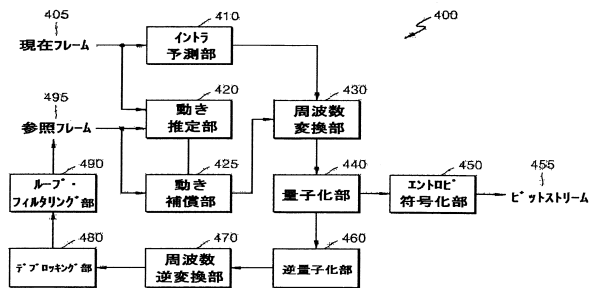 405
現在フレーム
410
イントラ
予測部
400
495
参照フレーム
420
動き
推定部
430
周波数
変換部
490
ループ・
フィルタリング部
425
動き
補償部
440
量子化部
450
エントロピ
符号化部
455
ビットストリーム
480
デブロッキング部
470
周波数
逆変換部
460
逆量子化部